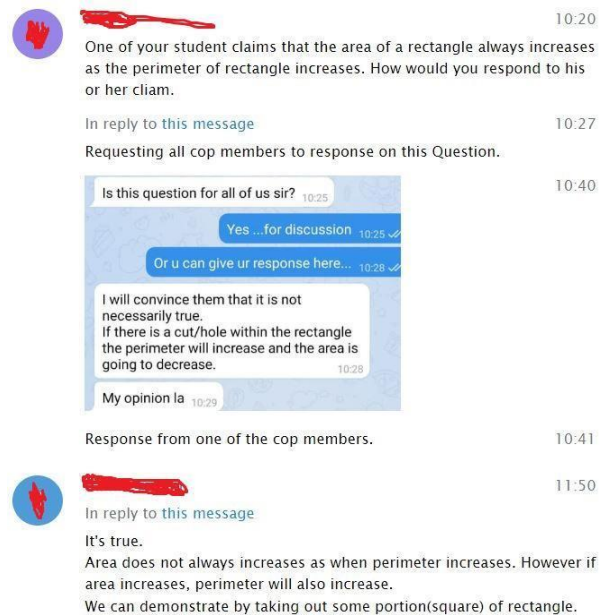 10:20
One of your student claims that the area of a rectangle always increases
as the perimeter of rectangle increases. How would you respond to his
or her cliam.
In reply to this message 10:27
Requesting all cop members to response on this Question.
10:40
Is this question for all of us sir? 10:25
Yes ...for discussion 10:25
Or u can give ur response here... 10:28
I will convince them that it is not
necessarily true.
If there is a cut/hole within the rectangle
the perimeter will increase and the area is
going to decrease.
10:28
My opinion la 10:29
Response from one of the cop members. 10:41
11:50
In reply to this message
It's true.
Area does not always increases as when perimeter increases. However if
area increases, perimeter will also increase.
We can demonstrate by taking out some portion(square) of rectangle.